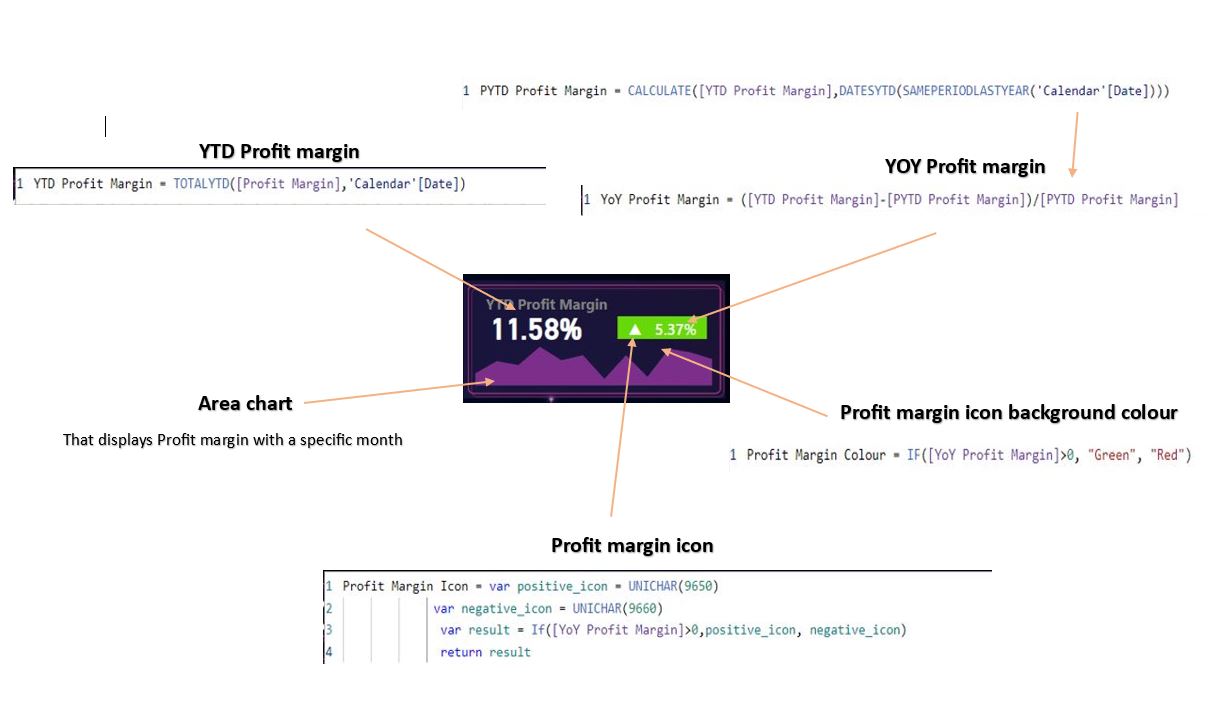 1 PYTD Profit Margin = CALCULATE([YTD Profit Margin],DATESYTD(SAMEPERIODLASTYEAR('Calendar'[Date])))
YTD Profit margin
1 YTD Profit Margin = TOTALYTD([Profit Margin],'Calendar'[Date])
YOY Profit margin
1 YoY Profit Margin = ([YTD Profit Margin]-[PYTD Profit Margin])/[PYTD Profit Margin]
YTD Profit Margin
11.58%
▲ 5.37%
Area chart
That displays Profit margin with a specific month
Profit margin icon background colour
1 Profit Margin Colour = IF([YoY Profit Margin]>0, "Green", "Red")
Profit margin icon
1 Profit Margin Icon = var positive_icon = UNICHAR(9650)
2 var negative_icon = UNICHAR(9660)
3 var result = If([YoY Profit Margin]>0,positive_icon, negative_icon)
4 return result